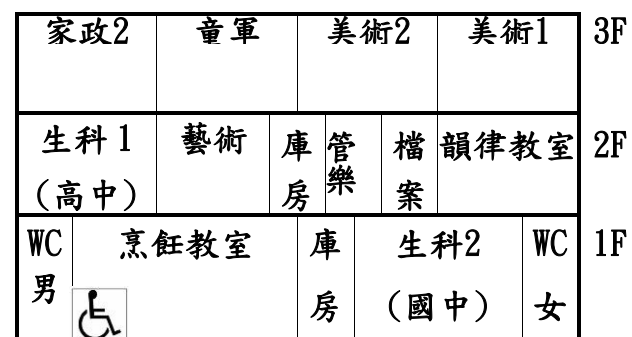 家政2 童軍 美術2 美術1 3F
生科1 藝術 庫 管 檔 韻律教室 2F
(高中) 房 樂 案
WC 烹飪教室 庫 生科2 WC 1F
男 房 (國中) 女